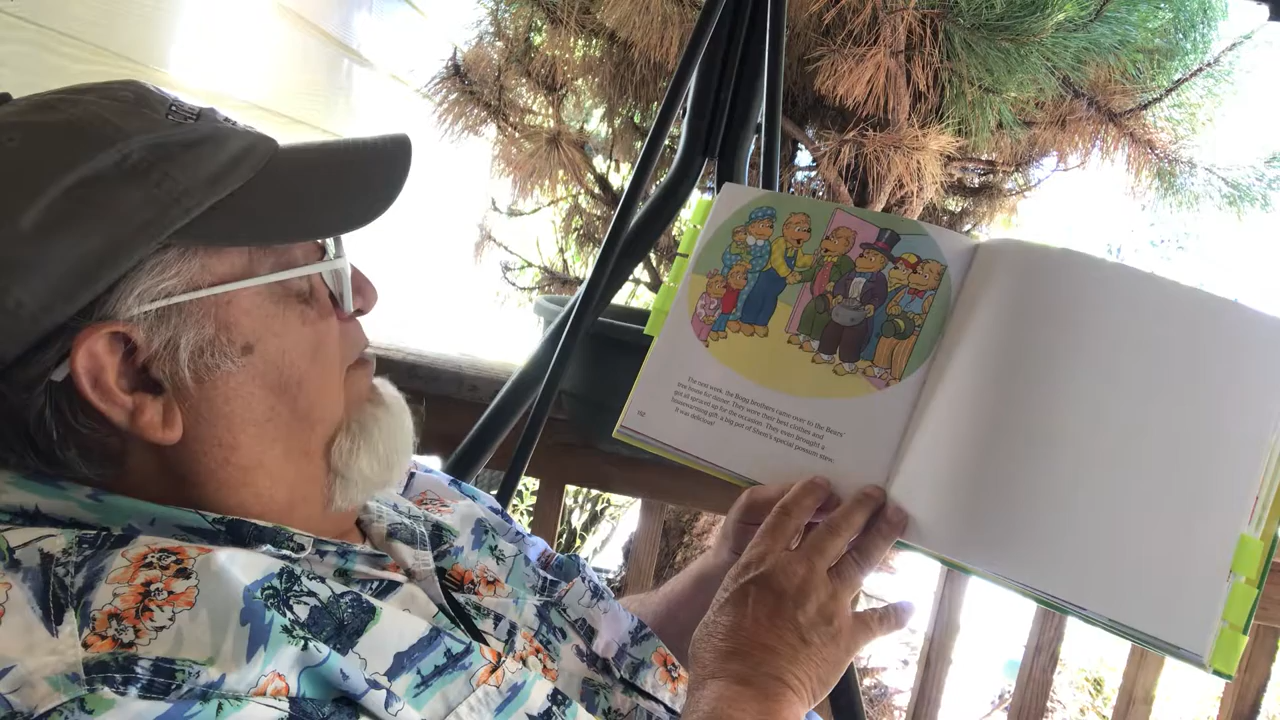 The next week, the Bogg brothers came over to the Bears'
tree house for dinner. They wore their best clothes and
got all spruced up for the occasion. They even brought a
housewarming gift: a big pot of Shem's special possum stew.
It was delicious!